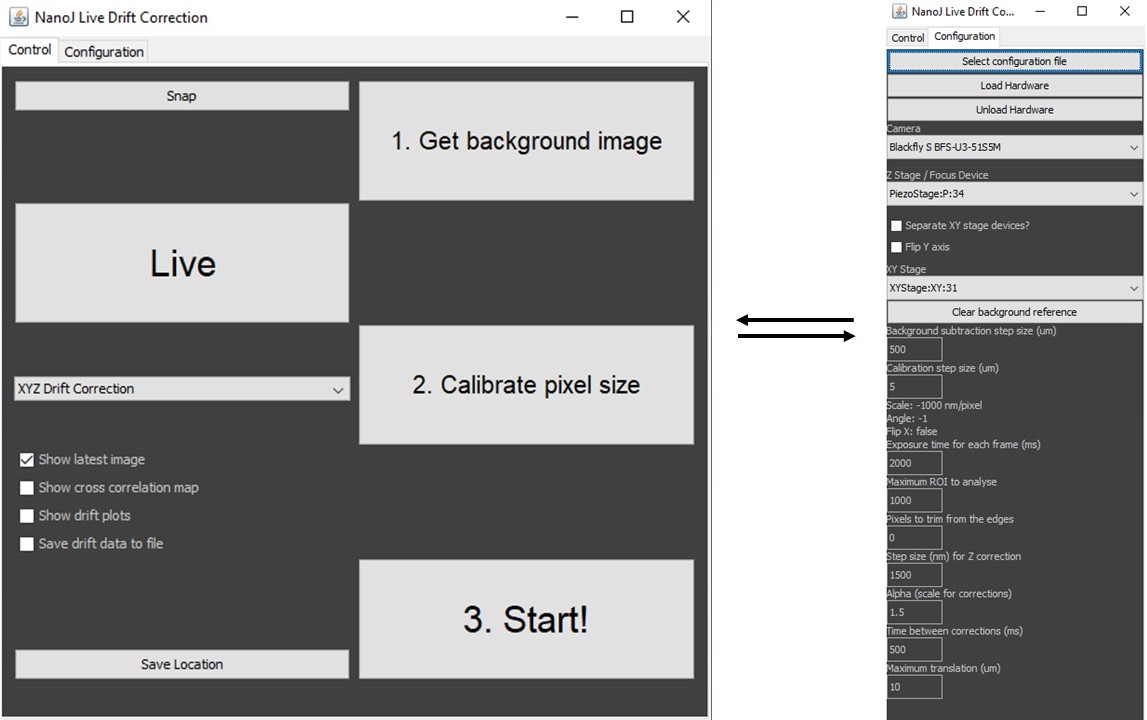 NanoJ Live Drift Correction
Control
Configuration
Snap
1. Get background image
Live
2. Calibrate pixel size
XYZ Drift Correction
Show latest image
Show cross correlation map
Show drift plots
Save drift data to file
3. Start!
Save Location
NanoJ Live Drift Co...
Control
Configuration
Select configuration file
Load Hardware
Unload Hardware
Camera
Blackfly S BFS-U3-51S5M
Z Stage / Focus Device
PiezoStage:P:34
Separate XY stage devices?
Flip Y axis
XY Stage
XYStage:XY:31
Clear background reference
Background subtraction step size (um)
500
Calibration step size (um)
5
Scale: -1000 nm/pixel
Angle: -1
Flip X: false
Exposure time for each frame (ms)
2000
Maximum ROI to analyse
1000
Pixels to trim from the edges
0
Step size (nm) for Z correction
1500
Alpha (scale for corrections)
1.5
Time between corrections (ms)
500
Maximum translation (um)
10